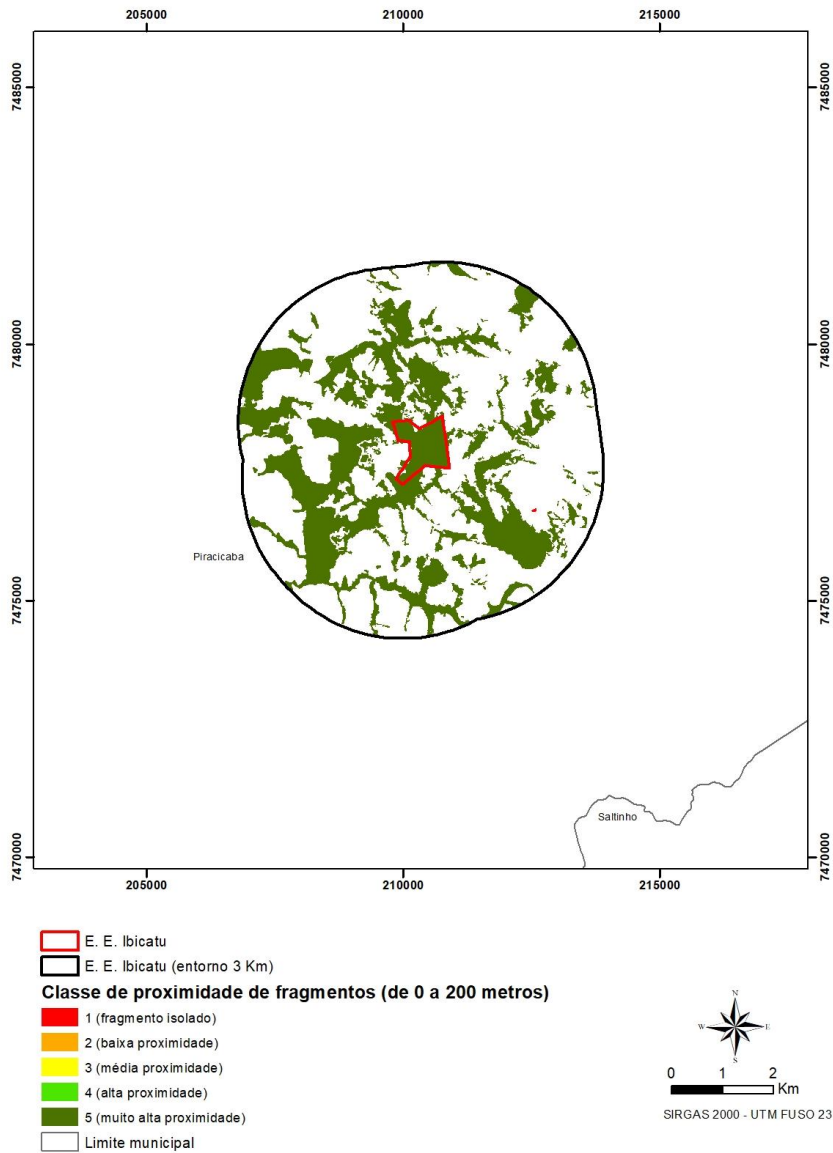 205000 210000 215000
7485000 7485000
7480000 7480000
Piracicaba
7475000 7475000
Saltinho
7470000 7470000
205000 210000 215000
E. E. Ibicatu
E. E. Ibicatu (entorno 3 Km)
Classe de proximidade de fragmentos (de 0 a 200 metros)
1 (fragmento isolado)
2 (baixa proximidade)
3 (média proximidade)
4 (alta proximidade)
5 (muito alta proximidade)
Limite municipal
N
W E
S
0 1 2
Km
SIRGAS 2000 - UTM FUSO 23